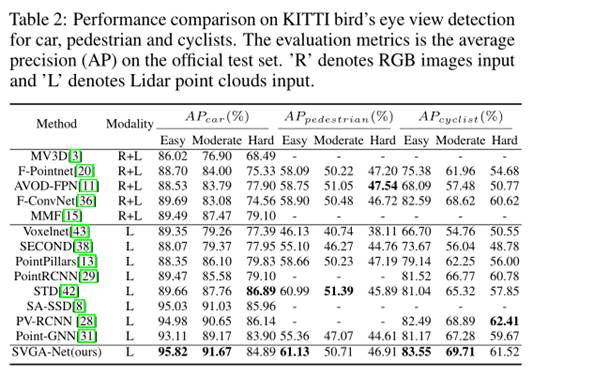 Table 2: Performance comparison on KITTI bird's eye view detection
for car, pedestrian and cyclists. The evaluation metrics is the average
precision (AP) on the official test set. 'R' denotes RGB images input
and 'L' denotes Lidar point clouds input.
Method Modality APcar(%) APpedestrian(%) APcyclist(%)
Easy Moderate Hard Easy Moderate Hard Easy Moderate Hard
MV3D[3] R+L 86.02 76.90 68.49 - - - - - -
F-Pointnet[20] R+L 88.70 84.00 75.33 58.09 50.22 47.20 75.38 61.96 54.68
AVOD-FPN[11] R+L 88.53 83.79 77.90 58.75 51.05 47.54 68.09 57.48 50.77
F-ConvNet[36] R+L 89.69 83.08 74.56 58.90 50.48 46.72 82.59 68.62 60.62
MMF[15] R+L 89.49 87.47 79.10 - - - - - -
Voxelnet[43] L 89.35 79.26 77.39 46.13 40.74 38.11 66.70 54.76 50.55
SECOND[38] L 88.07 79.37 77.95 55.10 46.27 44.76 73.67 56.04 48.78
PointPillars[13] L 88.35 86.10 79.83 58.66 50.23 47.19 79.14 62.25 56.00
PointRCNN[29] L 89.47 85.58 79.10 - - - 81.52 66.77 60.78
STD[42] L 89.66 87.76 86.89 60.99 51.39 45.89 81.04 65.32 57.85
SA-SSD[8] L 95.03 91.03 85.96 - - - - - -
PV-RCNN [28] L 94.98 90.65 86.14 - - - 82.49 68.89 62.41
Point-GNN[31] L 93.11 89.17 83.90 55.36 47.07 44.61 81.17 67.28 59.67
SVGA-Net(ours) L 95.82 91.67 84.89 61.13 50.71 46.91 83.55 69.71 61.52